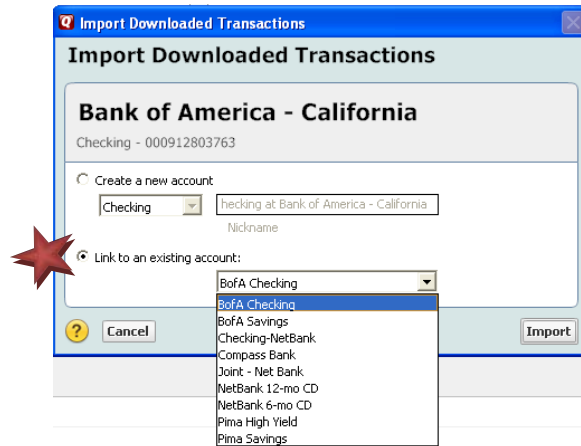 Import Downloaded Transactions
Import Downloaded Transactions
Bank of America - California
Checking - 000912803763
Create a new account
Checking hecking at Bank of America - California
Nickname
Link to an existing account:
BofA Checking
BofA Checking
BofA Savings
Checking-NetBank
Compass Bank
Joint - Net Bank
NetBank 12-mo CD
NetBank 6-mo CD
Pima High Yield
Pima Savings
? Cancel Import